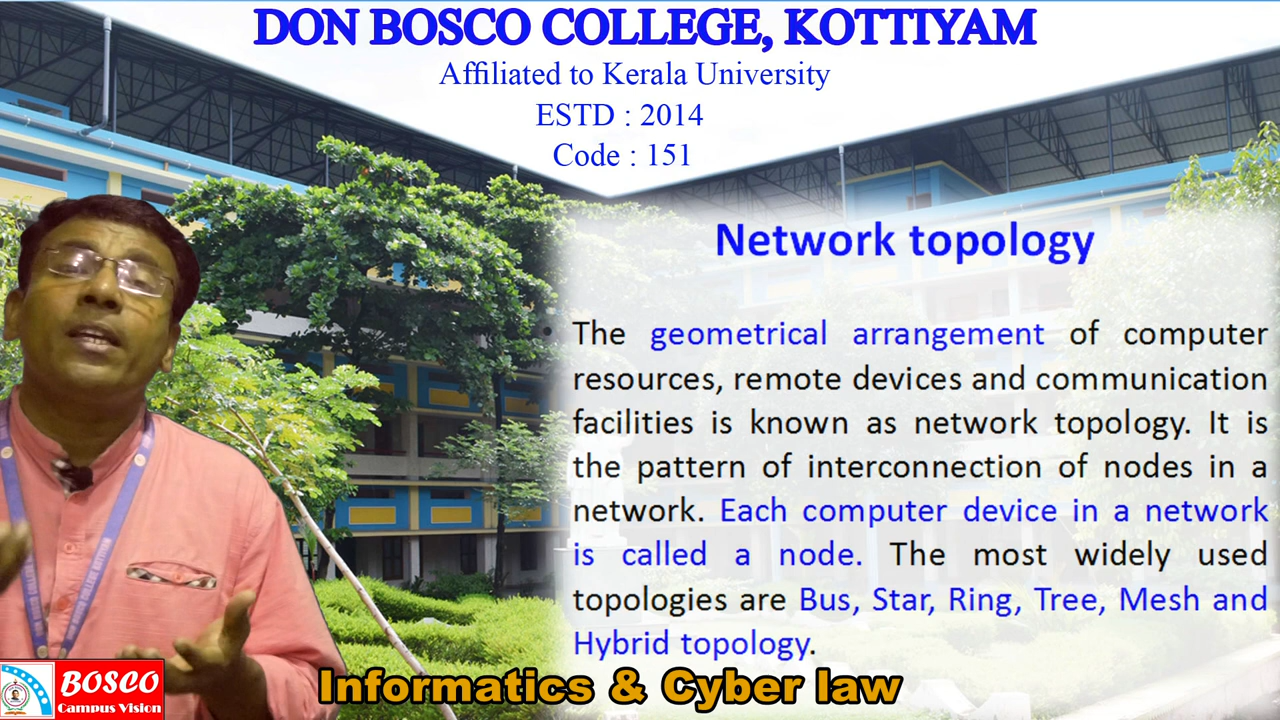 DON BOSCO COLLEGE, KOTTIYAM
Affiliated to Kerala University
ESTD : 2014
Code : 151
Network topology
• The geometrical arrangement of computer
resources, remote devices and communication
facilities is known as network topology. It is
the pattern of interconnection of nodes in a
network. Each computer device in a network
is called a node. The most widely used
topologies are Bus, Star, Ring, Tree, Mesh and
Hybrid topology.
BOSCO
Campus Vision
Informatics & Cyber law